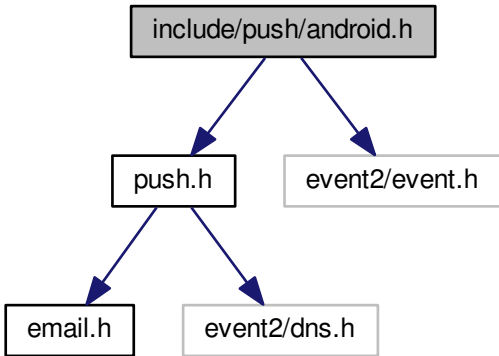 include/push/android.h
push.h
event2/event.h
email.h
event2/dns.h